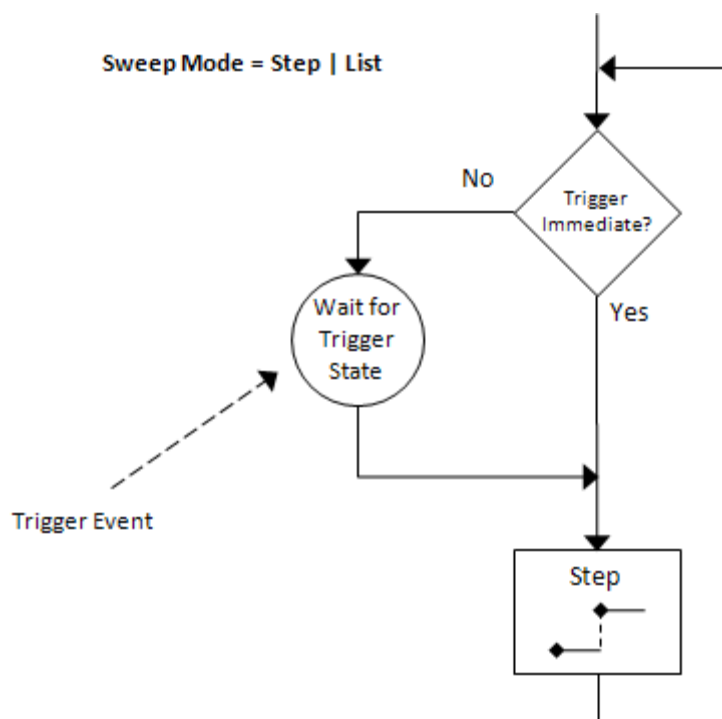 Sweep Mode = Step | List
No
Trigger
Immediate?
Yes
Wait for
Trigger
State
Trigger Event
Step